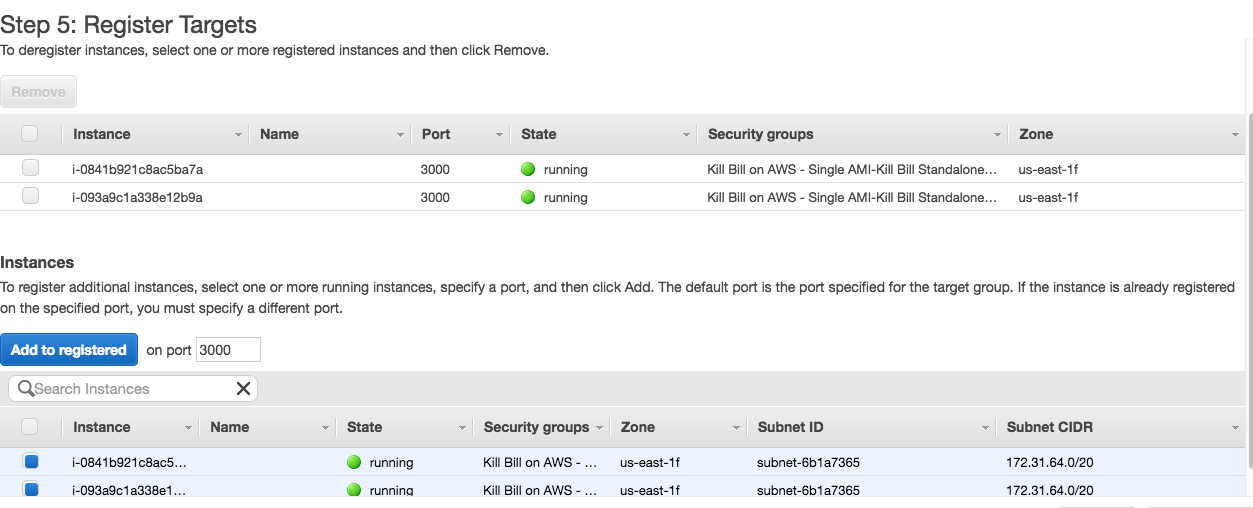 Step 5: Register Targets
To deregister instances, select one or more registered instances and then click Remove.
Remove
Instance Name Port State Security groups Zone
i-0841b921c8ac5ba7a 3000 running Kill Bill on AWS - Single AMI-Kill Bill Standalone... us-east-1f
i-093a9c1a338e12b9a 3000 running Kill Bill on AWS - Single AMI-Kill Bill Standalone... us-east-1f
Instances
To register additional instances, select one or more running instances, specify a port, and then click Add. The default port is the port specified for the target group. If the instance is already registered
on the specified port, you must specify a different port.
Add to registered on port 3000
Search Instances
Instance Name State Security groups Zone Subnet ID Subnet CIDR
i-0841b921c8ac5... running Kill Bill on AWS - ... us-east-1f subnet-6b1a7365 172.31.64.0/20
i-093a9c1a338e1... running Kill Bill on AWS - ... us-east-1f subnet-6b1a7365 172.31.64.0/20